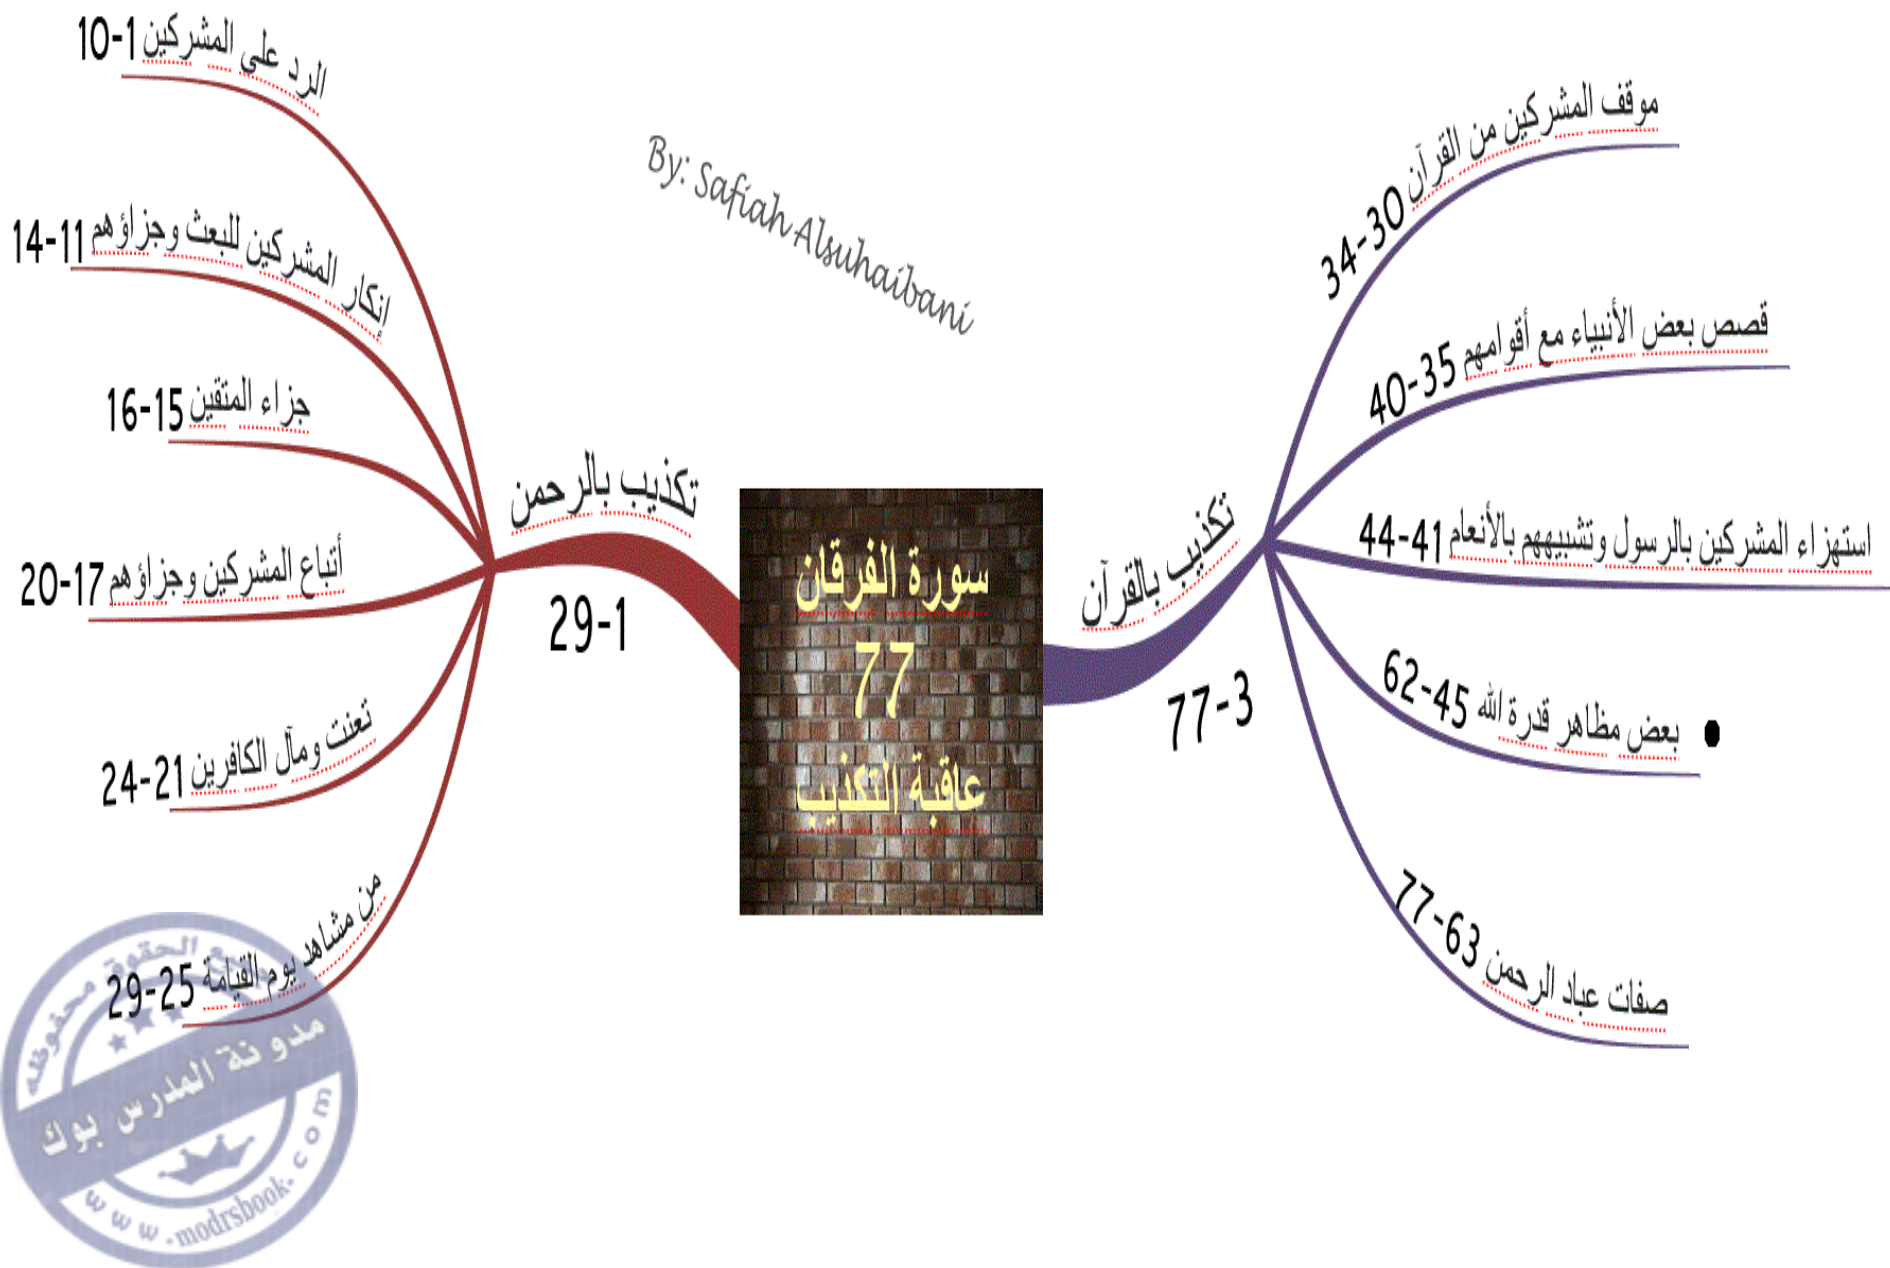 سورة الفرقان
77
عاقبة التكذيب
By: Safiah Alsuhaibani
تكذيب بالقرآن
77-3
موقف المشركين من القرآن 30-34
قصص بعض الأنبياء مع أقوامهم 35-40
استهزاء المشركين بالرسول وتشبيههم بالأنعام 41-44
● بعض مظاهر قدرة الله 45-62
صفات عباد الرحمن 63-77
تكذيب بالرحمن
29-1
الرد على المشركين 1-10
إنكار المشركين للبعث وجزاؤهم 11-14
جزاء المتقين 15-16
أتباع المشركين وجزاؤهم 17-20
تعنت ومآل الكافرين 21-24
من مشاهد يوم القيامة 25-29
جميع الحقوق محفوظه
مدونة المدرس بوك
www.modrsbook.com